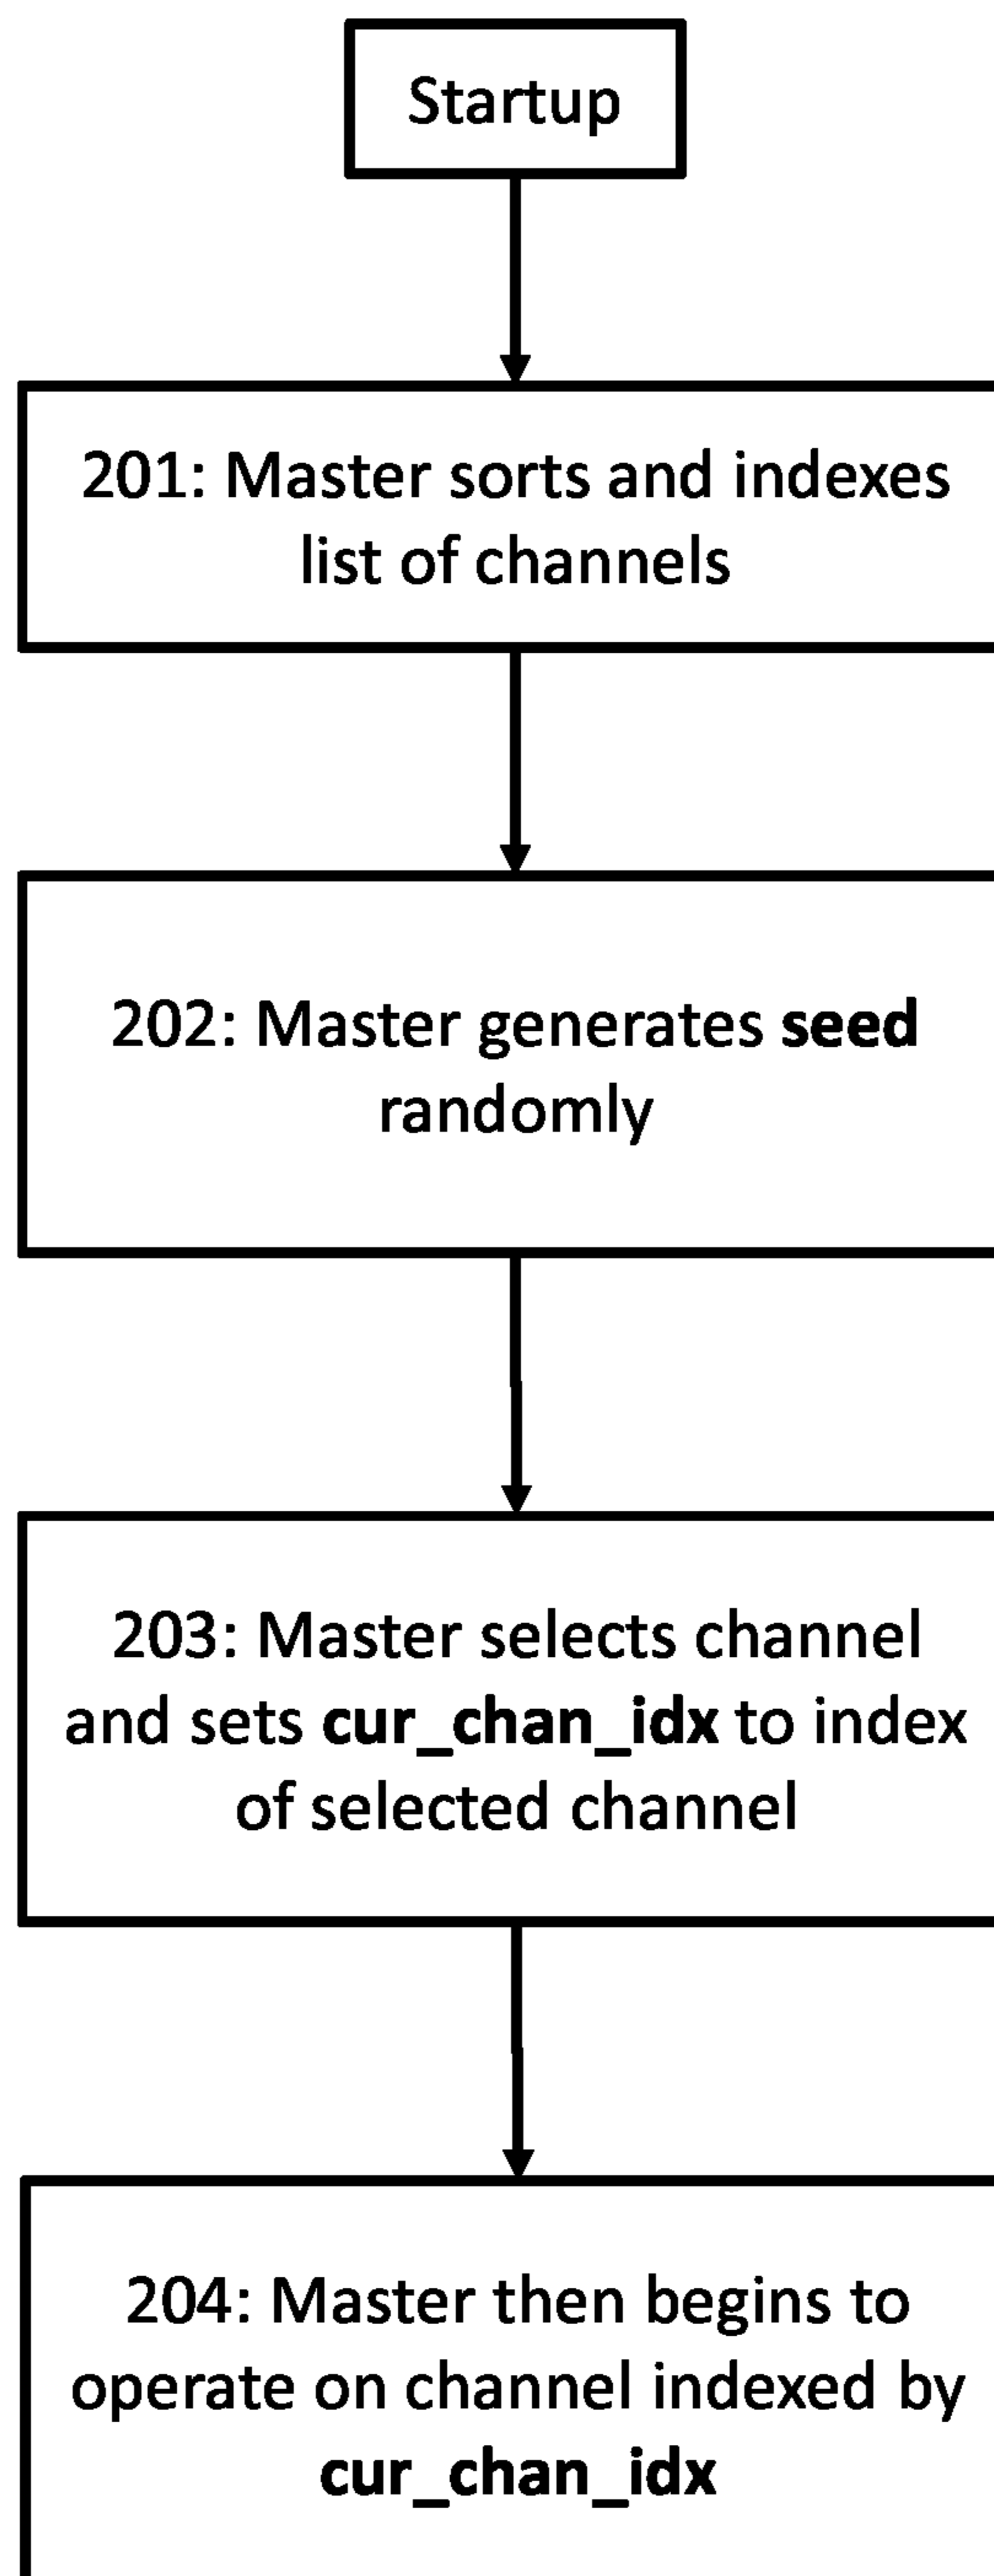 Startup
201: Master sorts and indexes
list of channels
202: Master generates seed
randomly
203: Master selects channel
and sets cur_chan_idx to index
of selected channel
204: Master then begins to
operate on channel indexed by
cur_chan_idx